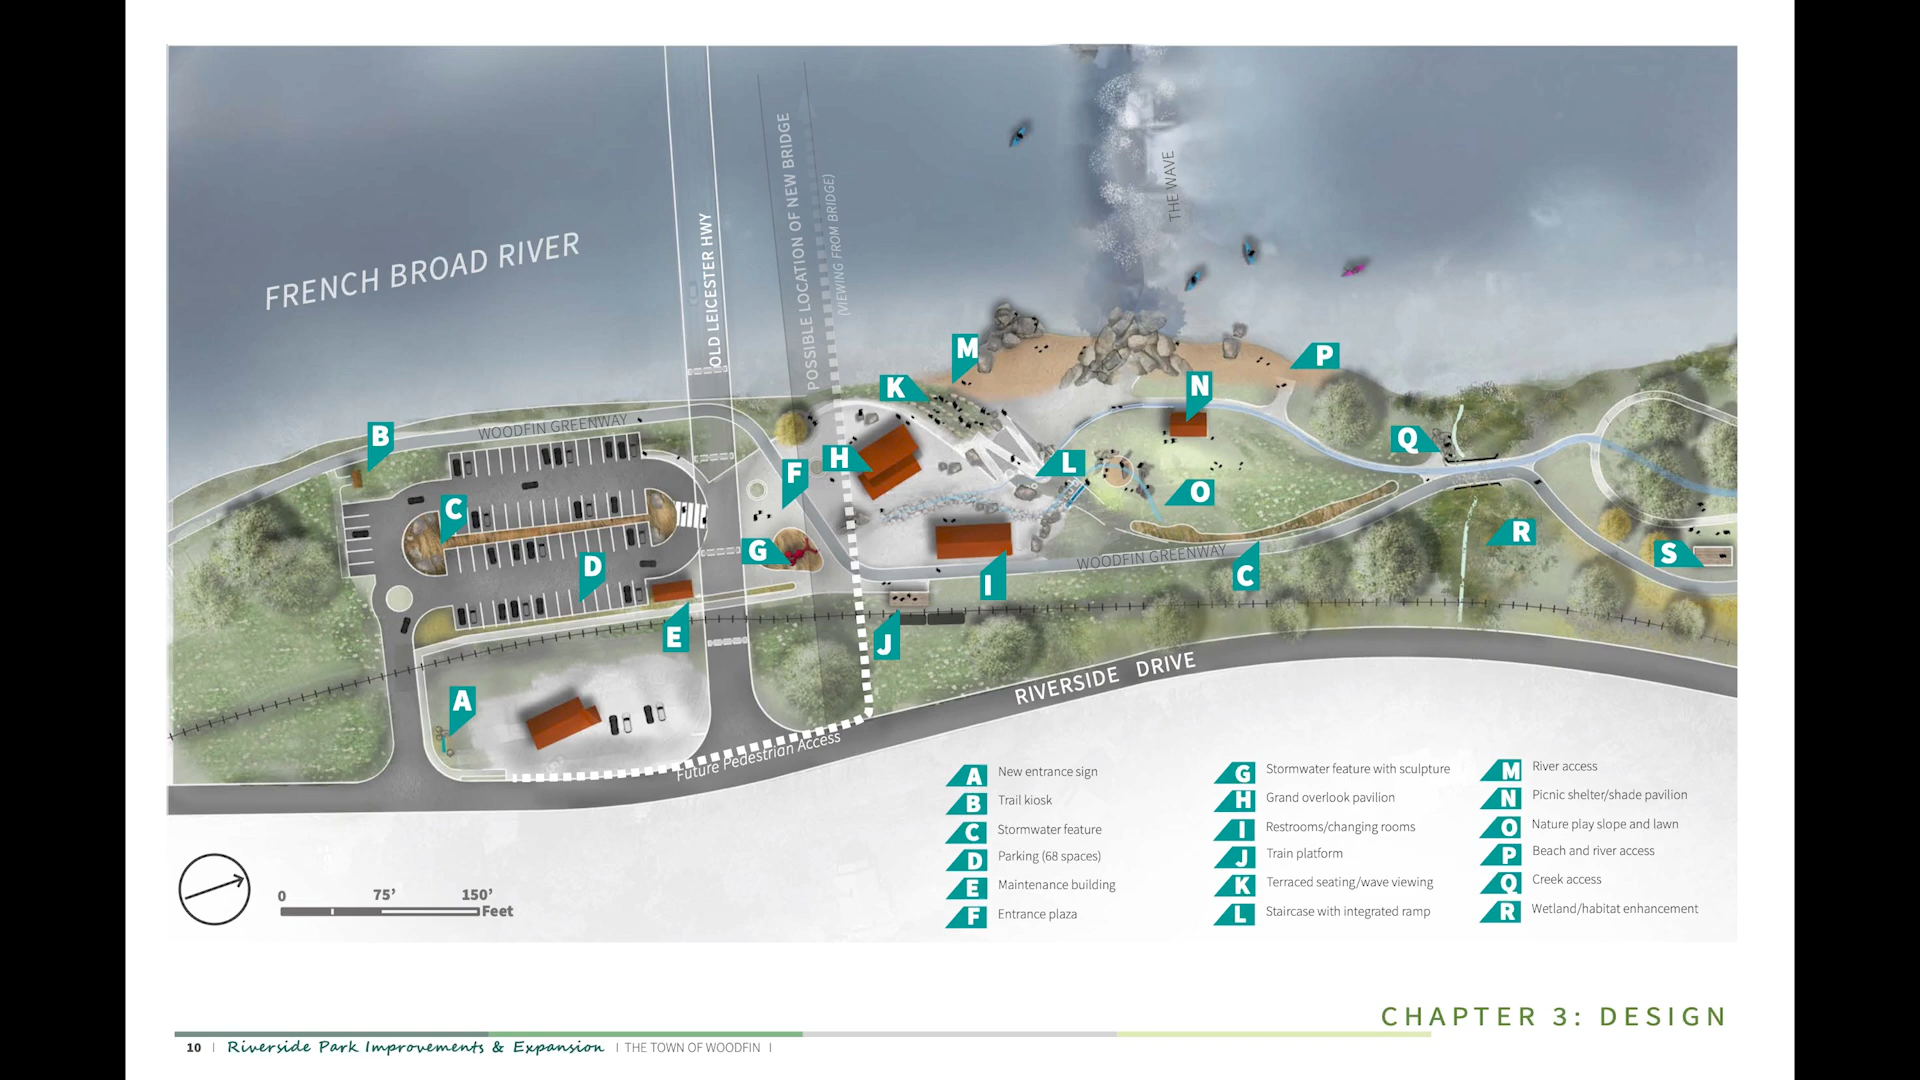 FRENCH BROAD RIVER
OLD LEICESTER HWY
POSSIBLE LOCATION OF NEW BRIDGE
(VIEWING FROM BRIDGE)
THE WAVE
M
P
K
N
B
WOODFIN GREENWAY
Q
H
F
L
C
O
G
D
R
WOODFIN GREENWAY
S
I
C
E
J
A
RIVERSIDE DRIVE
Future Pedestrian Access
A New entrance sign
B Trail kiosk
C Stormwater feature
D Parking (68 spaces)
E Maintenance building
F Entrance plaza
G Stormwater feature with sculpture
H Grand overlook pavilion
I Restrooms/changing rooms
J Train platform
K Terraced seating/wave viewing
L Staircase with integrated ramp
M River access
N Picnic shelter/shade pavilion
O Nature play slope and lawn
P Beach and river access
Q Creek access
R Wetland/habitat enhancement
0 75’ 150’
Feet
CHAPTER 3: DESIGN
10 | Riverside Park Improvements & Expansion | THE TOWN OF WOODFIN |